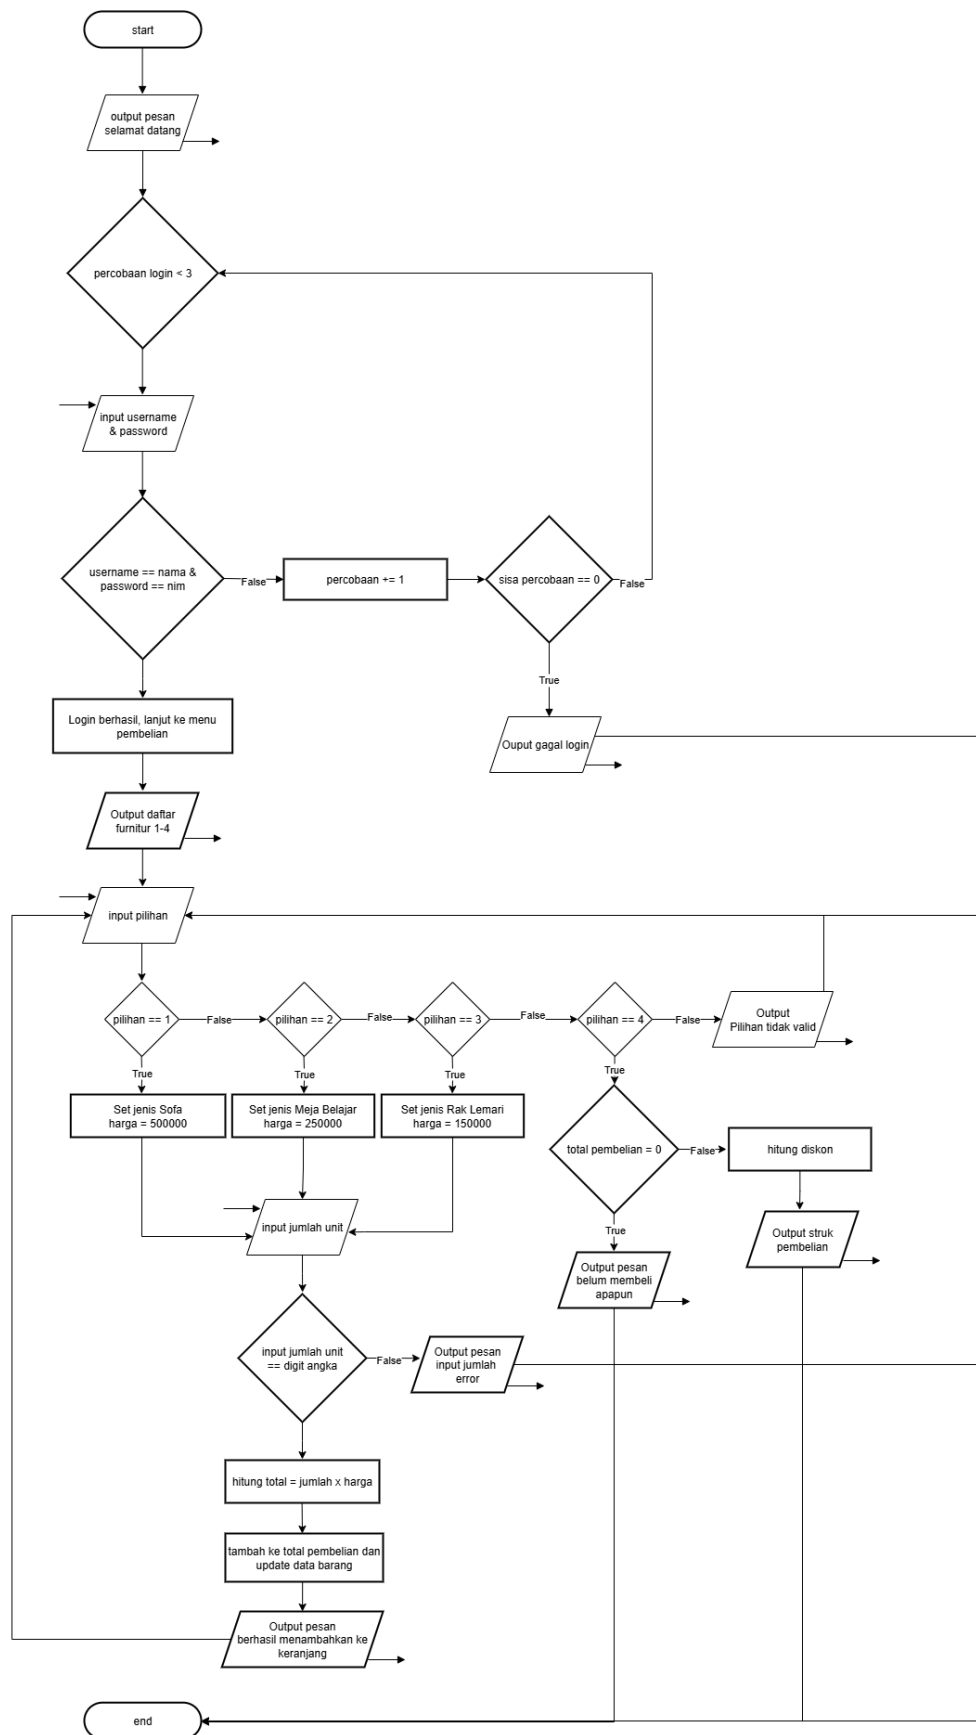 start
output pesan
selamat datang
percobaan login < 3
input username
& password
username == nama &
password == nim
False
percobaan += 1
sisa percobaan == 0
False
True
Login berhasil, lanjut ke menu
pembelian
Ouput gagal login
Output daftar
furnitur 1-4
input pilihan
pilihan == 1
False
pilihan == 2
False
pilihan == 3
False
pilihan == 4
False
Output
Pilihan tidak valid
True
True
True
True
Set jenis Sofa
harga = 500000
Set jenis Meja Belajar
harga = 250000
Set jenis Rak Lemari
harga = 150000
total pembelian = 0
False
hitung diskon
input jumlah unit
True
Output struk
pembelian
Output pesan
belum membeli
apapun
input jumlah unit
== digit angka
False
Output pesan
input jumlah
error
hitung total = jumlah x harga
tambah ke total pembelian dan
update data barang
Output pesan
berhasil menambahkan ke
keranjang
end